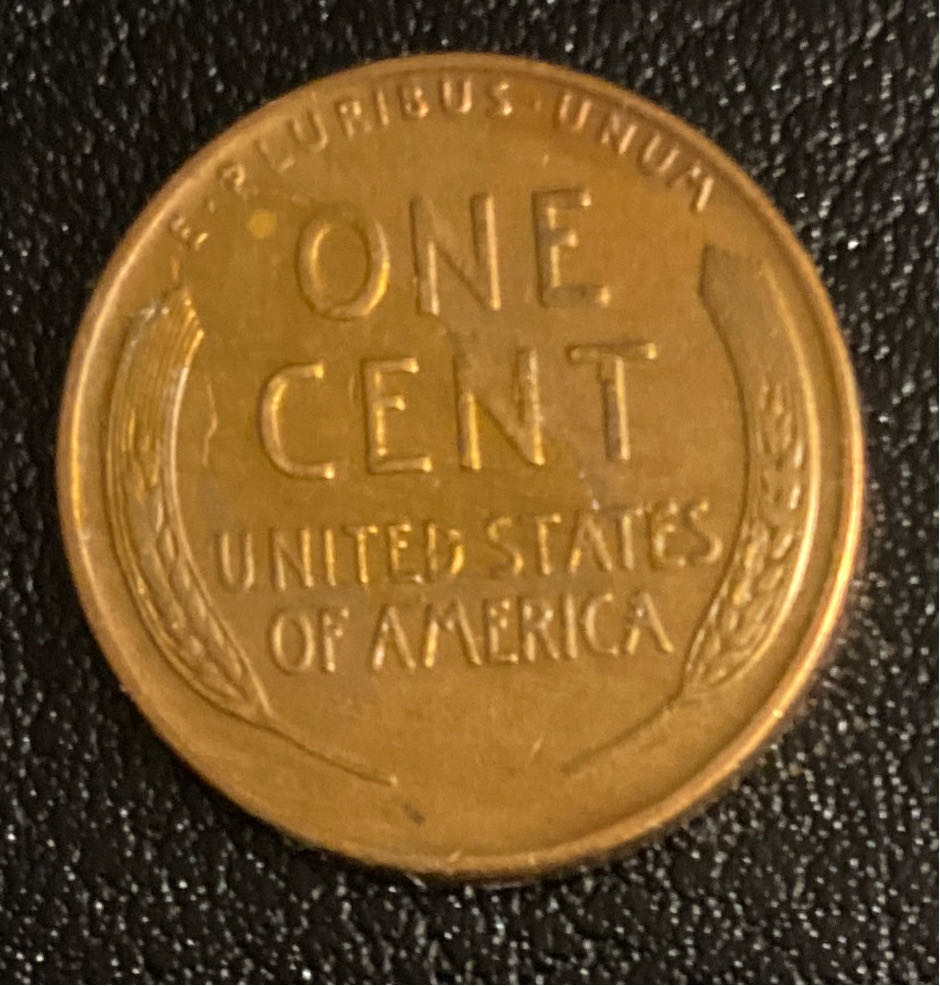 E · PLURIBUS · UNUM
ONE
CENT
UNITED STATES
OF AMERICA